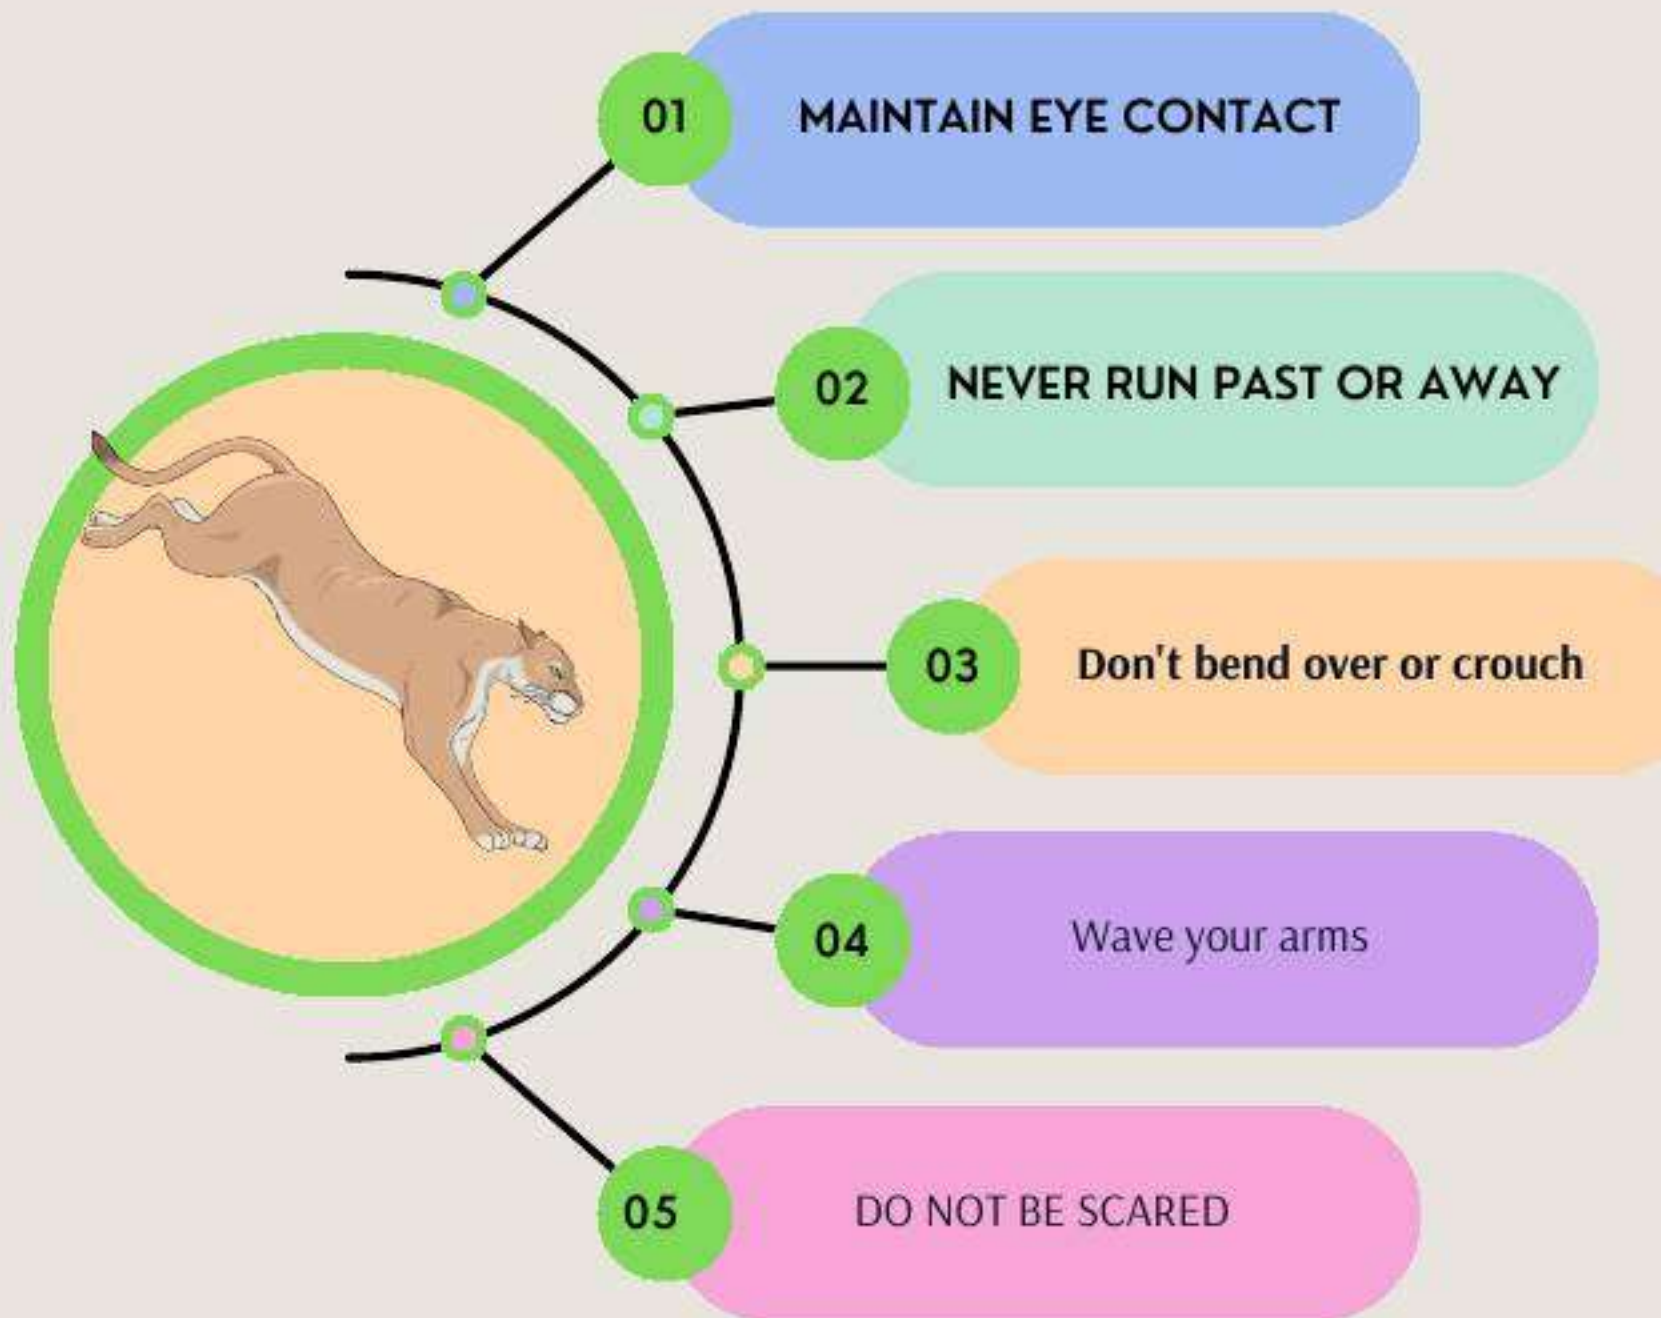 01
MAINTAIN EYE CONTACT
02
NEVER RUN PAST OR AWAY
03
Don't bend over or crouch
04
Wave your arms
05
DO NOT BE SCARED